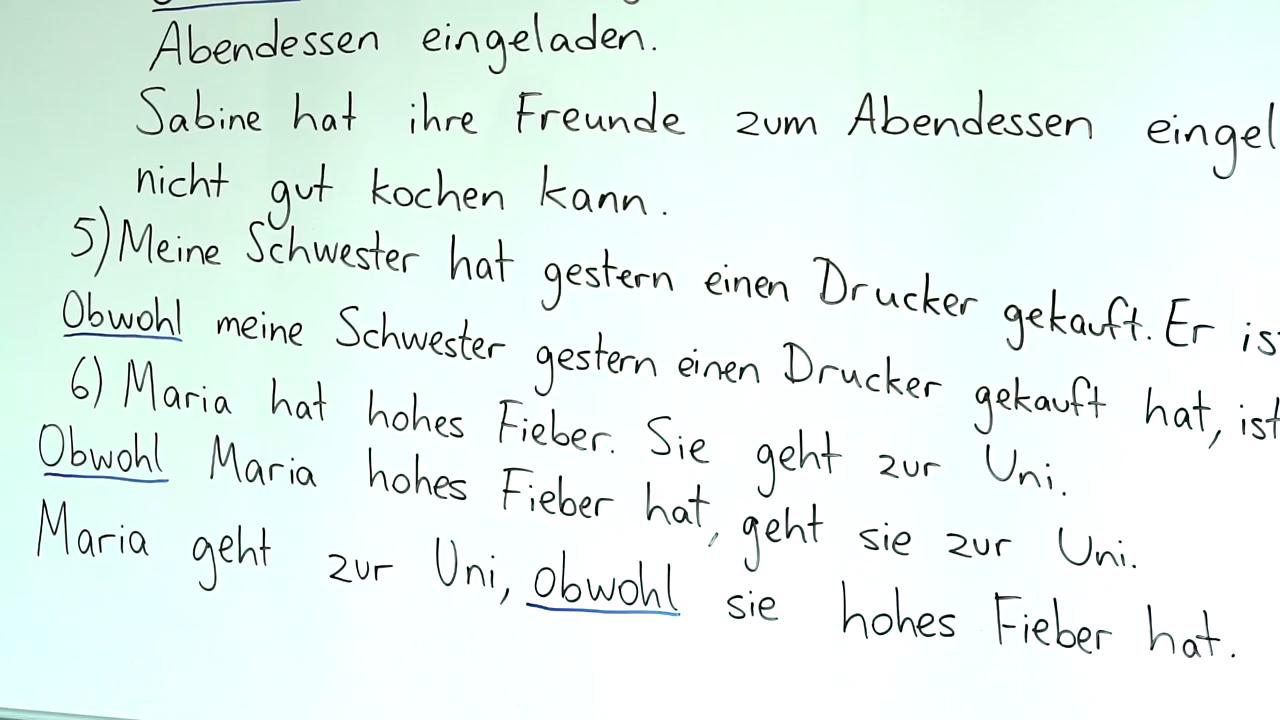 Abendessen eingeladen.
Sabine hat ihre Freunde zum Abendessen eingel
nicht gut kochen kann.
5) Meine Schwester hat gestern einen Drucker gekauft. Er is
Obwohl meine Schwester gestern einen Drucker gekauft hat, ist
6) Maria hat hohes Fieber. Sie geht zur Uni.
Obwohl Maria hohes Fieber hat, geht sie zur Uni.
Maria geht zur Uni, obwohl sie hohes Fieber hat.